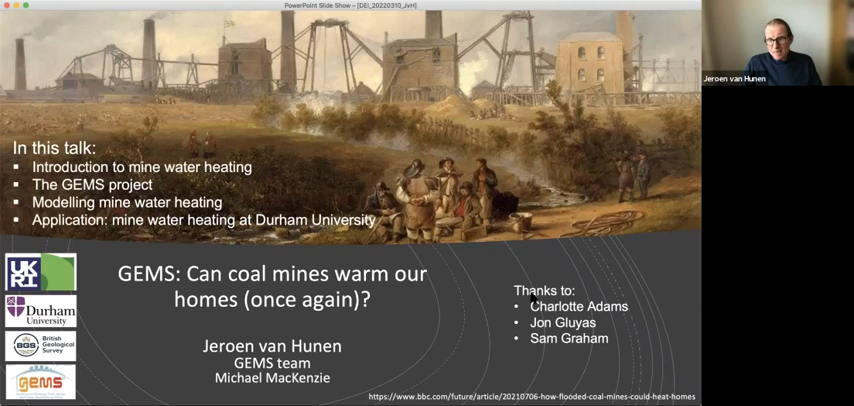 PowerPoint Slide Show – [DEI_20220310_JvH]
In this talk:
▪ Introduction to mine water heating
▪ The GEMS project
▪ Modelling mine water heating
▪ Application: mine water heating at Durham University
Jeroen van Hunen
UK
RI
Durham
University
BGS
British
Geological
Survey
gems
GEMS: Can coal mines warm our
homes (once again)?
Jeroen van Hunen
GEMS team
Michael MacKenzie
Thanks to:
• Charlotte Adams
• Jon Gluyas
• Sam Graham
https://www.bbc.com/future/article/20210706-how-flooded-coal-mines-could-heat-homes